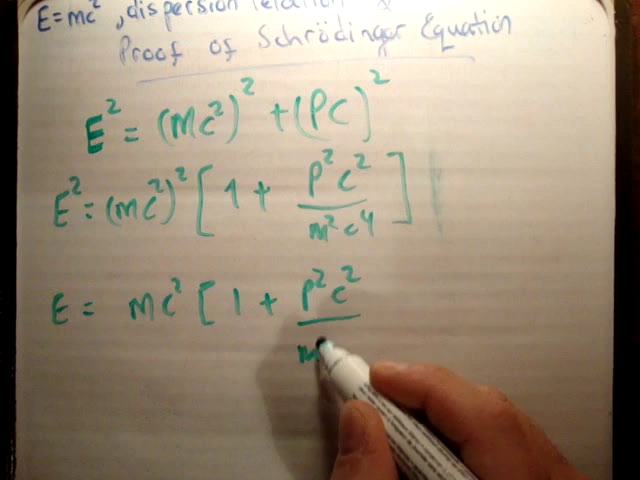 E=mc², dispersion relation &
Proof of Schrödinger Equation
E² = (mc²)² + (PC)²
E² = (mc²)² [1 + P²c²/m²c⁴]
E = mc² [1 + P²c²/m